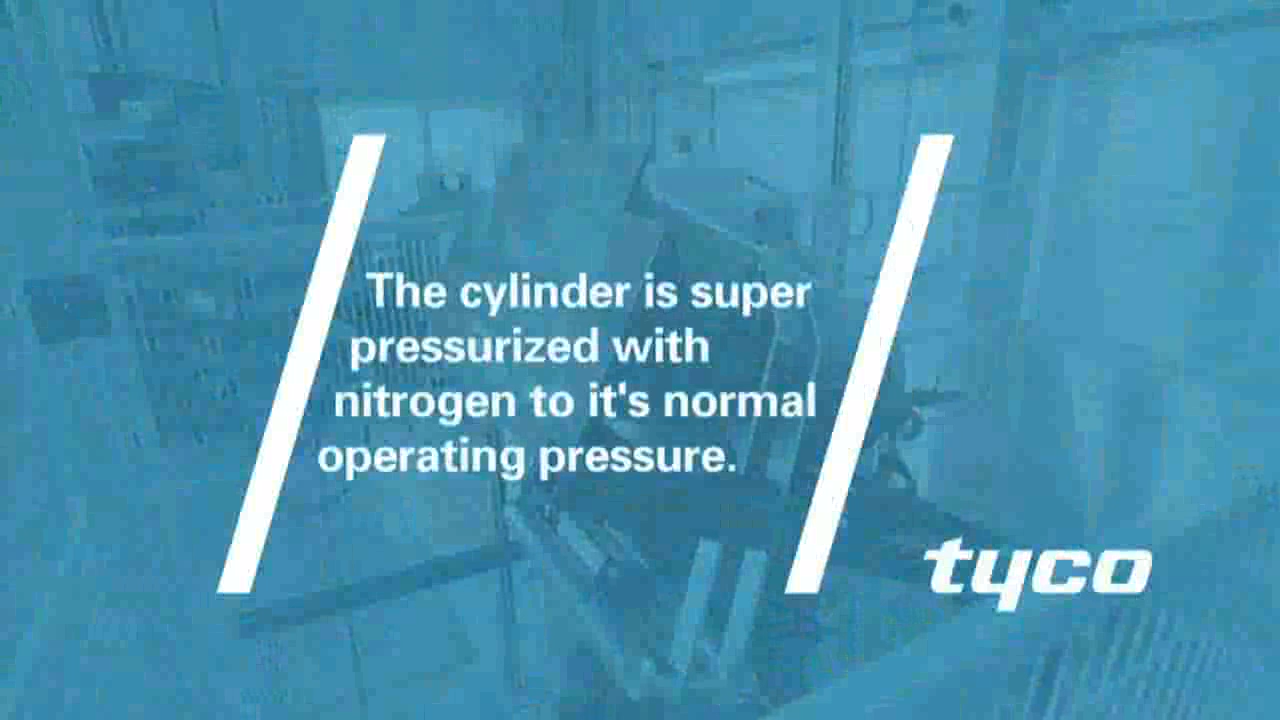 The cylinder is super
pressurized with
nitrogen to it's normal
operating pressure.
tyco